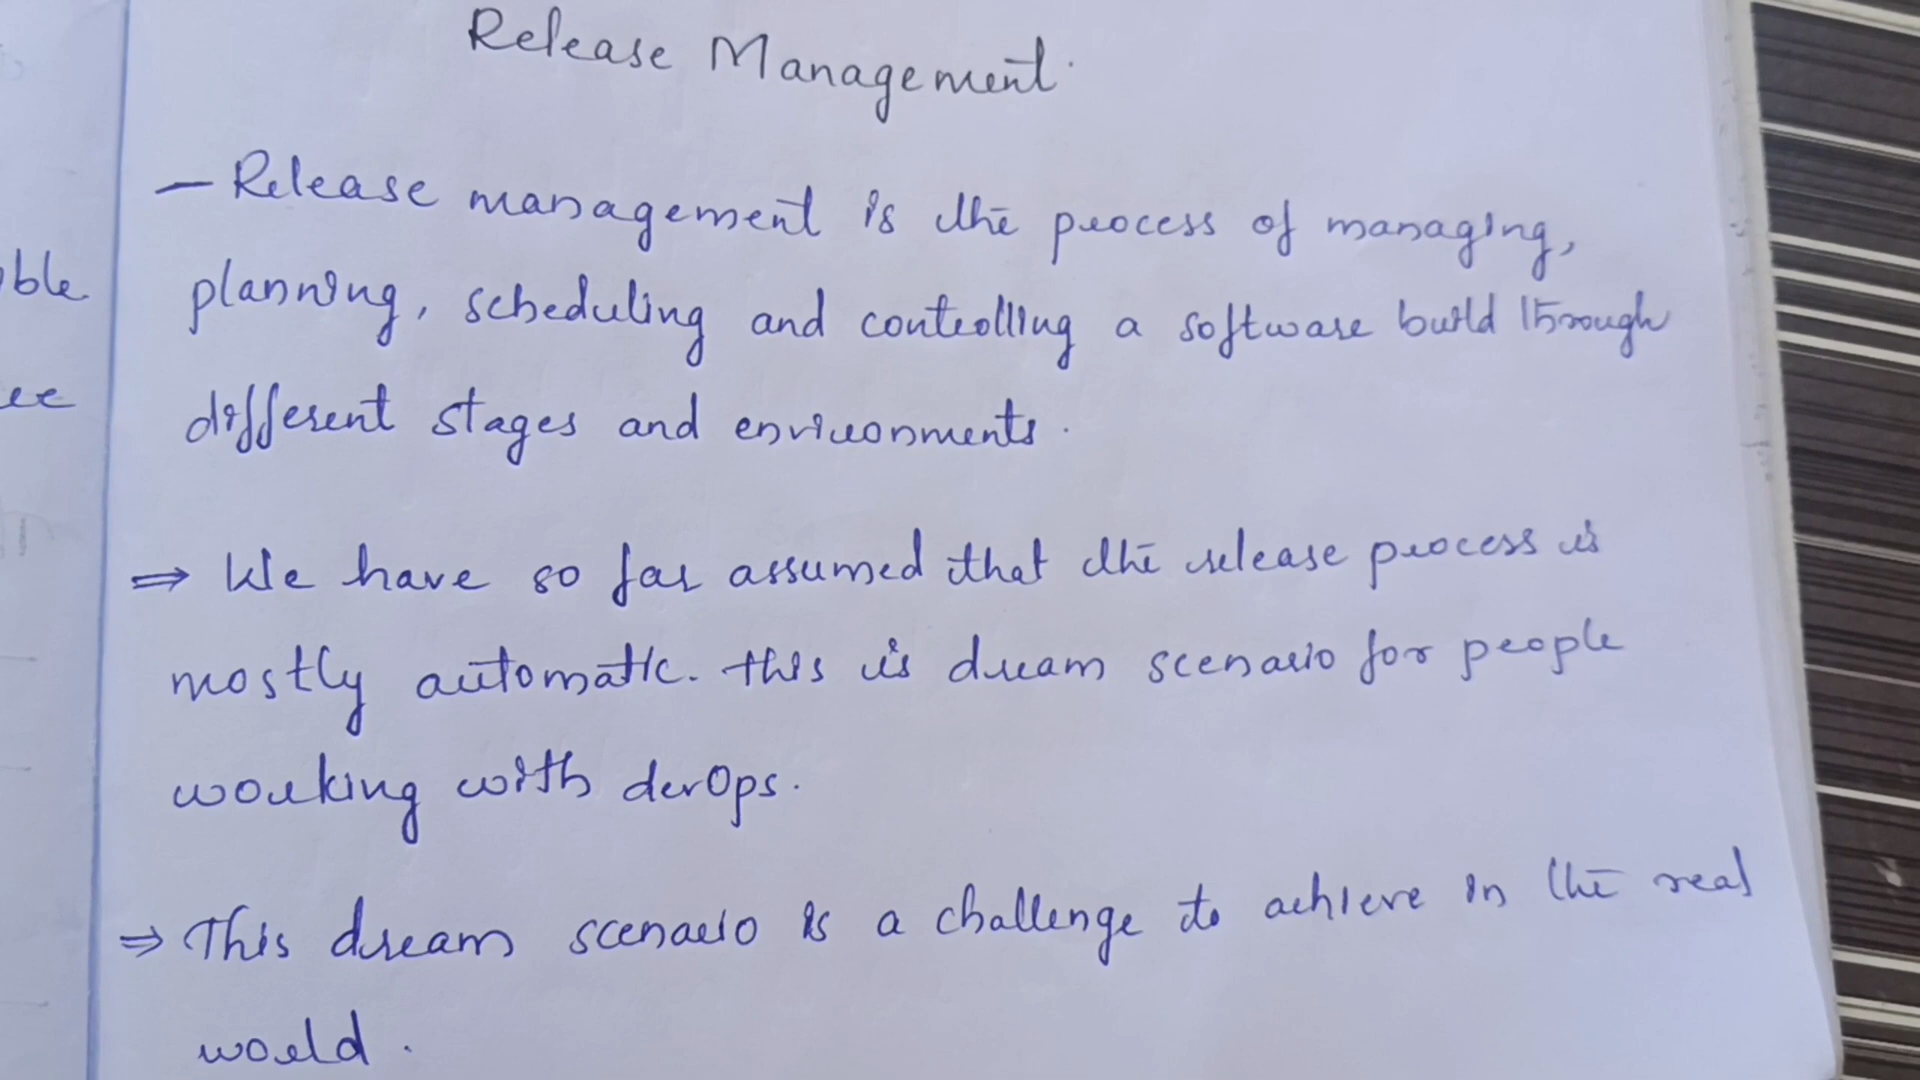 Release Management.
- Release management is the process of managing,
planning, scheduling and controlling a software build through
different stages and environments.
⇒ We have so far assumed that the release process is
mostly automatic. this is dream scenario for people
working with devOps.
⇒ This dream scenario is a challenge to achieve in the real
world.